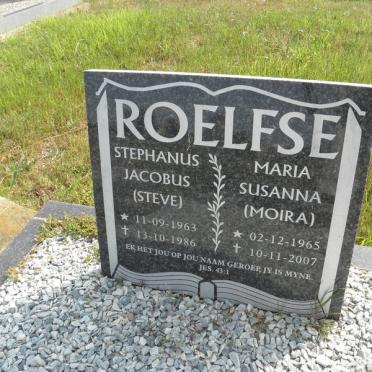 ROELFSE
STEPHANUS
JACOBUS
(STEVE)
★ 11-09-1963
✝ 13-10-1986
MARIA
SUSANNA
(MOIRA)
★ 02-12-1965
✝ 10-11-2007
EK HET JOU OP JOU NAAM GEROEP, JY IS MYNE.
JES. 43:1